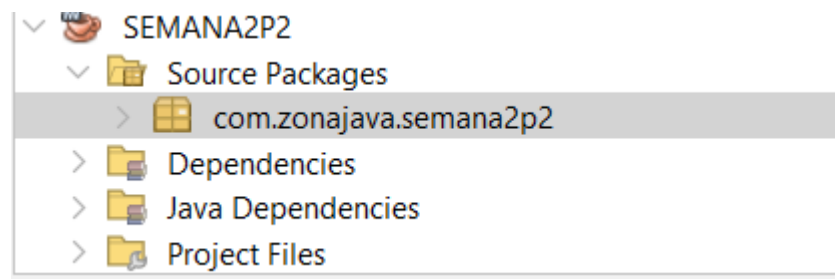 SEMANA2P2
Source Packages
com.zonajava.semana2p2
Dependencies
Java Dependencies
Project Files